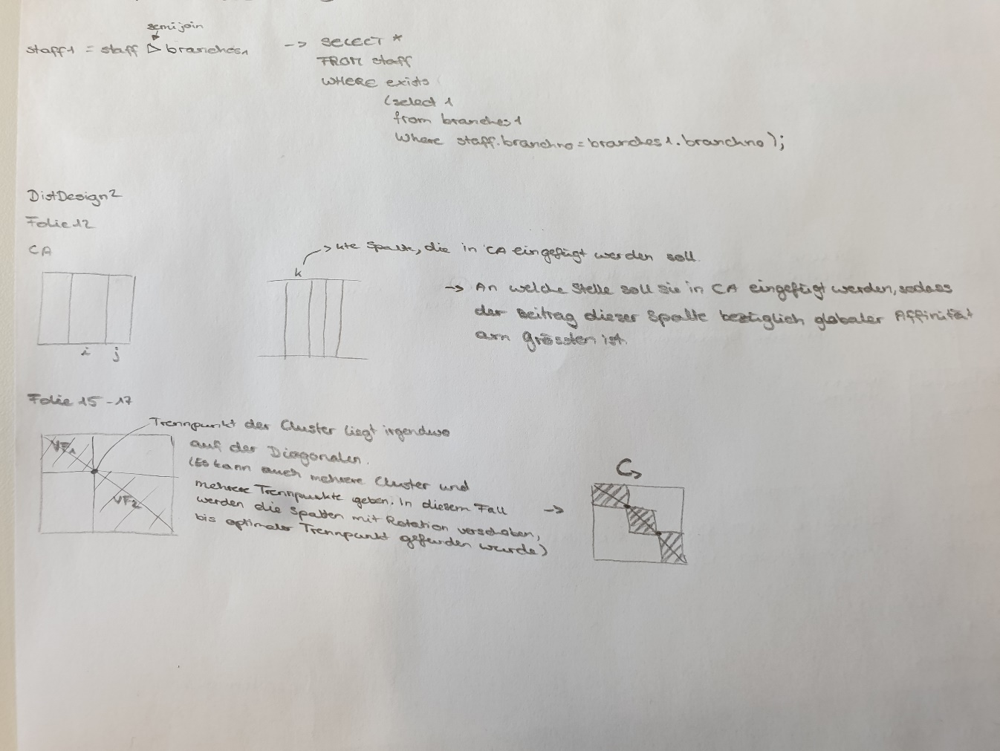 semijoin
staff1 = staff ▷ branches1 -> SELECT *
FROM staff
WHERE exists
(select 1
from branches1
Where staff.branchno = branches1.branchno);
DistDesign2
Folie 12
CA
i j
k
-> kte Spalte, die in CA eingefügt werden soll.
-> An welche Stelle soll sie in CA eingefügt werden, sodass
der Beitrag dieser Spalte bezüglich globaler Affinität
am grössten ist.
Folie 15-17
VF1
VF2
Trennpunkt der Cluster liegt irgendwo
auf der Diagonalen.
(Es kann auch mehrere Cluster und
mehrere Trennpunkte geben. In diesem Fall
werden die Spalten mit Rotation verschoben,
bis optimaler Trennpunkt gefunden wurde) ->